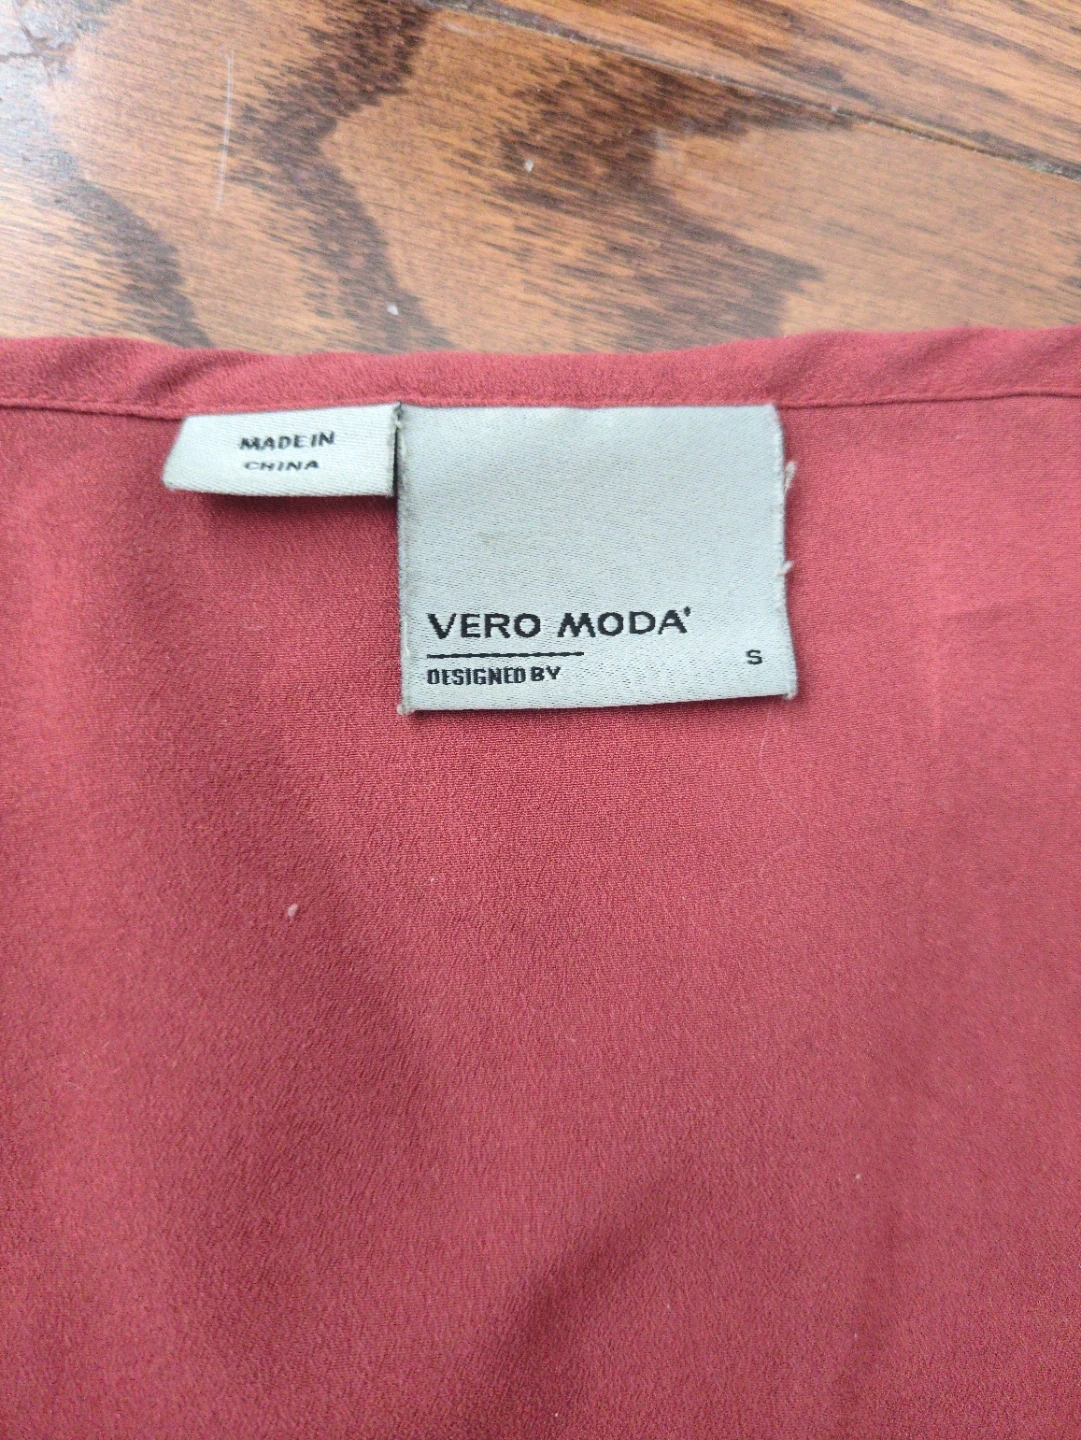 MADE IN
CHINA
VERO MODA'
S
DESIGNED BY